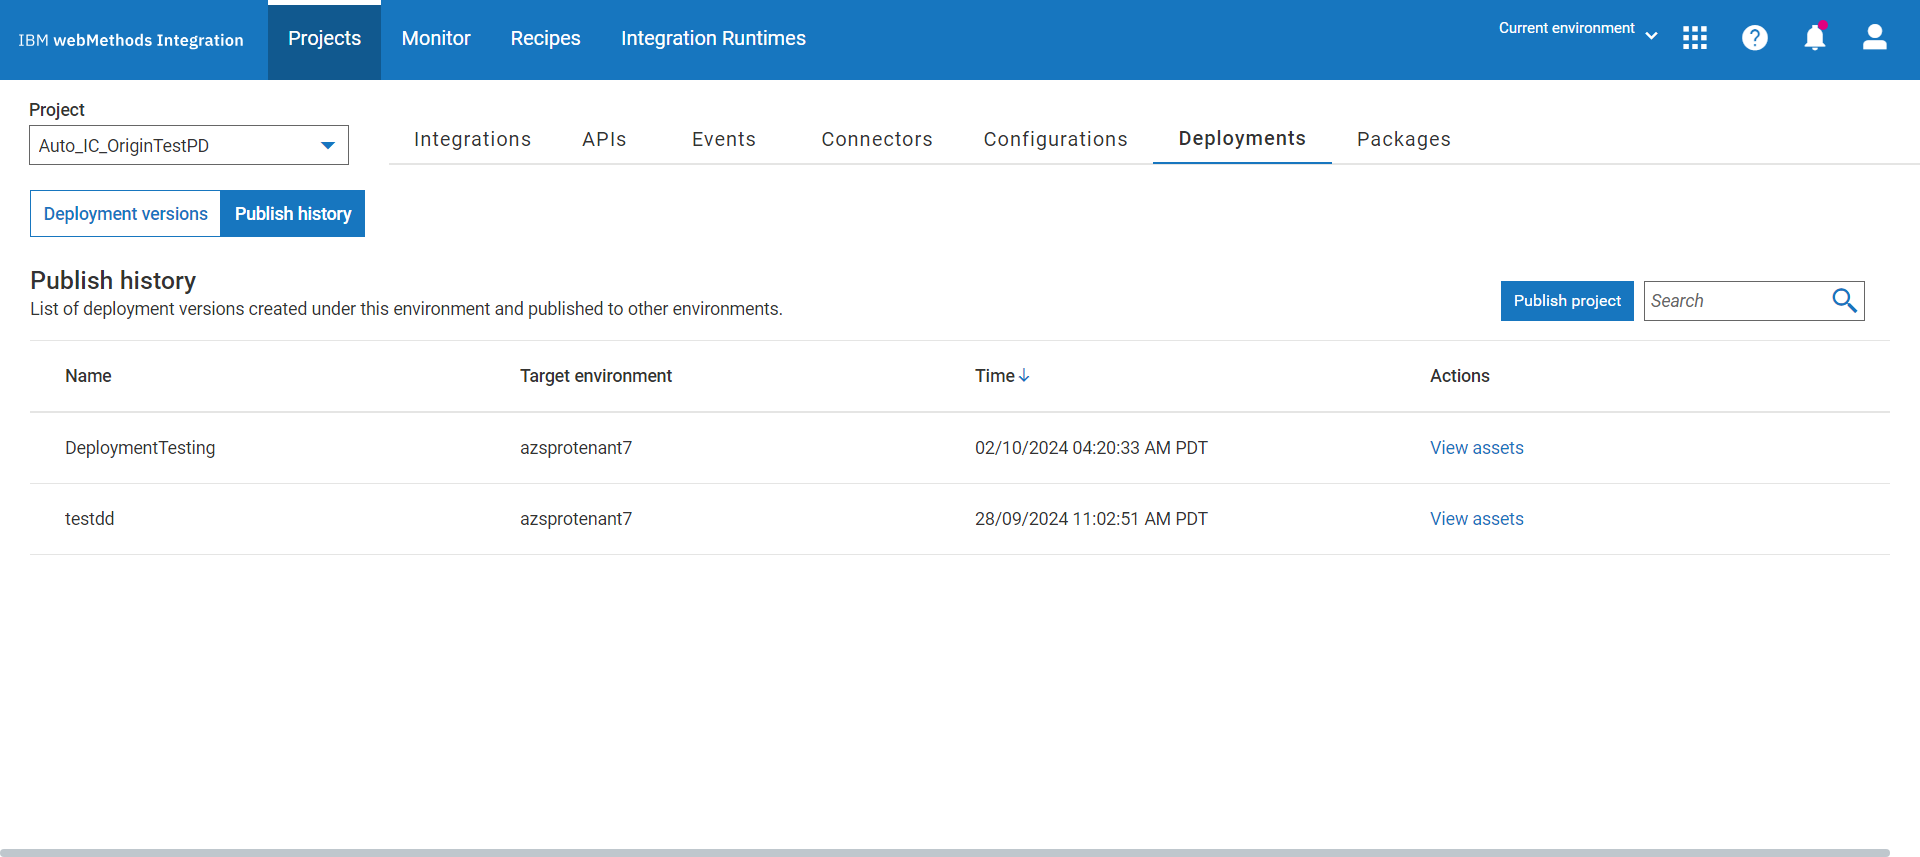 IBM webMethods Integration
Projects
Monitor
Recipes
Integration Runtimes
Current environment
?
Project
Auto_IC_OriginTestPD
Integrations
APIs
Events
Connectors
Configurations
Deployments
Packages
Deployment versions
Publish history
Publish history
List of deployment versions created under this environment and published to other environments.
Publish project
Search
Name
Target environment
Time
Actions
DeploymentTesting
azsprotenant7
02/10/2024 04:20:33 AM PDT
View assets
testdd
azsprotenant7
28/09/2024 11:02:51 AM PDT
View assets